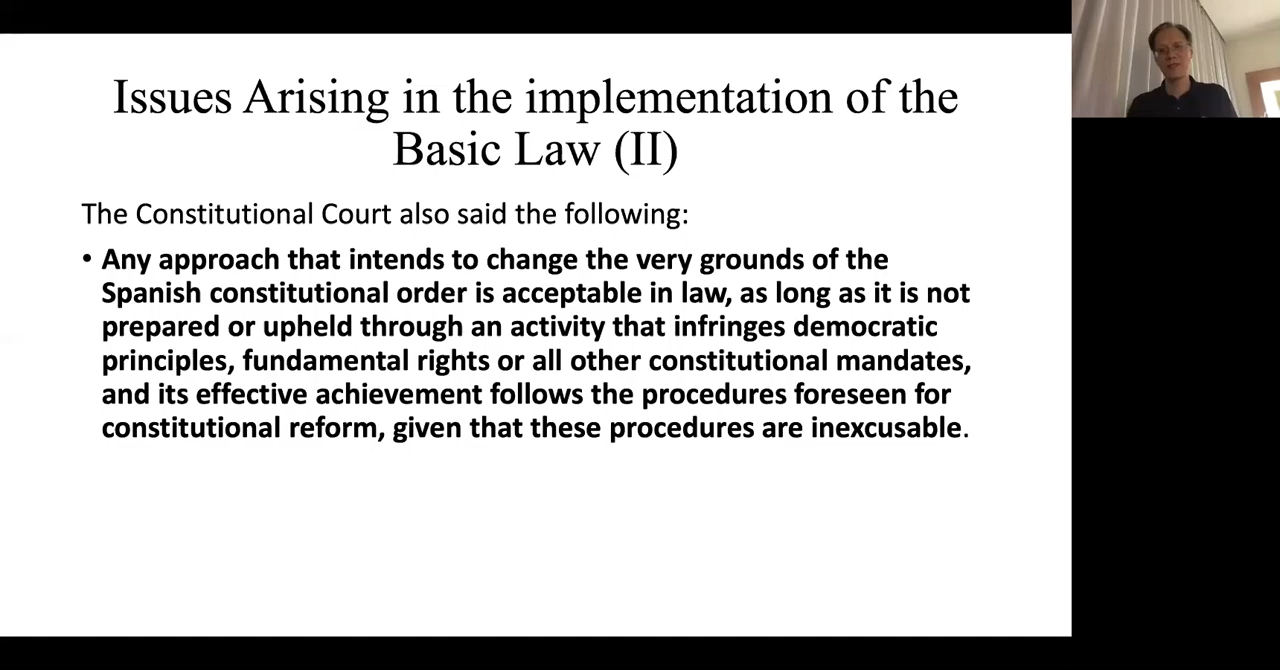 Issues Arising in the implementation of the
Basic Law (II)
The Constitutional Court also said the following:
• Any approach that intends to change the very grounds of the
Spanish constitutional order is acceptable in law, as long as it is not
prepared or upheld through an activity that infringes democratic
principles, fundamental rights or all other constitutional mandates,
and its effective achievement follows the procedures foreseen for
constitutional reform, given that these procedures are inexcusable.